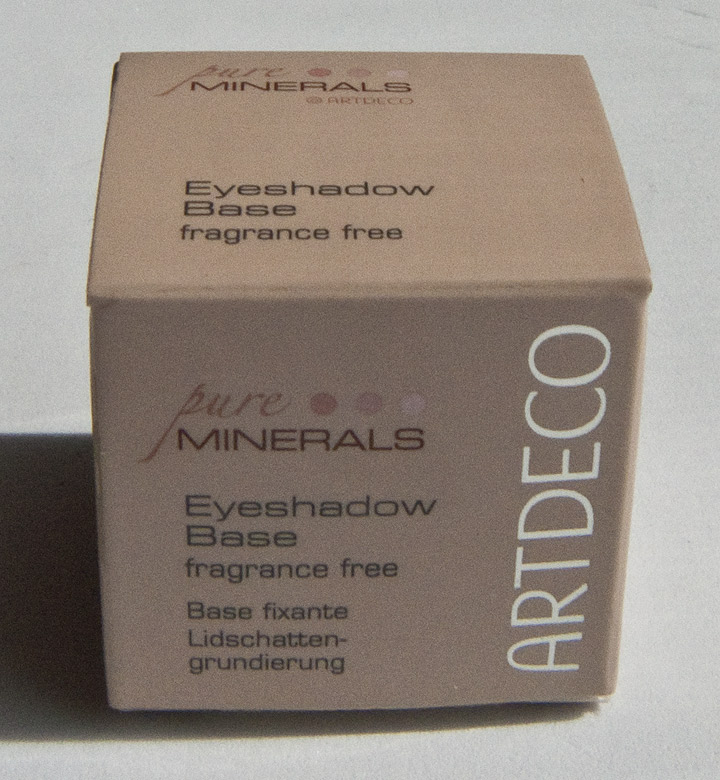 pure
MINERALS
@ ARTDECO
Eyeshadow
Base
fragrance free
pure
MINERALS
Eyeshadow
Base
fragrance free
Base fixante
Lidschatten-
grundierung
ARTDECO